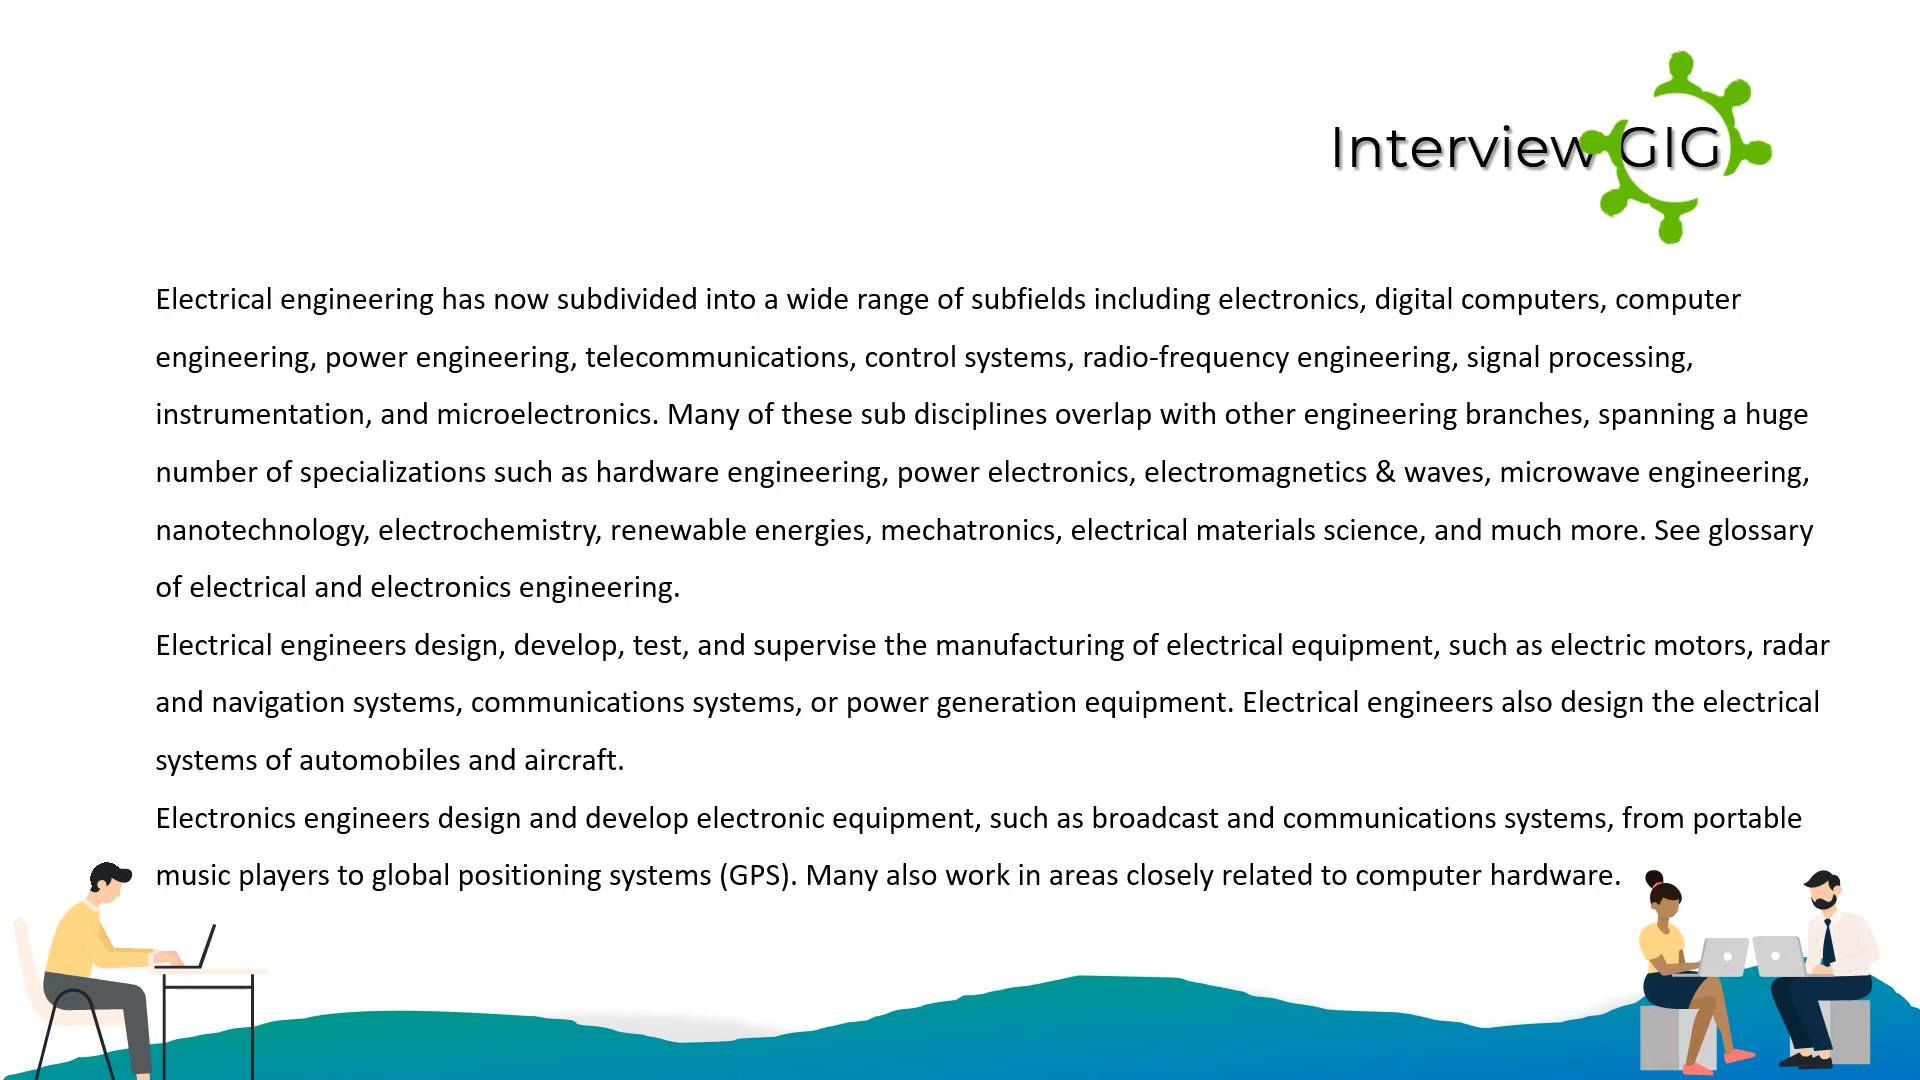 Interview GIG
Electrical engineering has now subdivided into a wide range of subfields including electronics, digital computers, computer
engineering, power engineering, telecommunications, control systems, radio-frequency engineering, signal processing,
instrumentation, and microelectronics. Many of these sub disciplines overlap with other engineering branches, spanning a huge
number of specializations such as hardware engineering, power electronics, electromagnetics & waves, microwave engineering,
nanotechnology, electrochemistry, renewable energies, mechatronics, electrical materials science, and much more. See glossary
of electrical and electronics engineering.
Electrical engineers design, develop, test, and supervise the manufacturing of electrical equipment, such as electric motors, radar
and navigation systems, communications systems, or power generation equipment. Electrical engineers also design the electrical
systems of automobiles and aircraft.
Electronics engineers design and develop electronic equipment, such as broadcast and communications systems, from portable
music players to global positioning systems (GPS). Many also work in areas closely related to computer hardware.